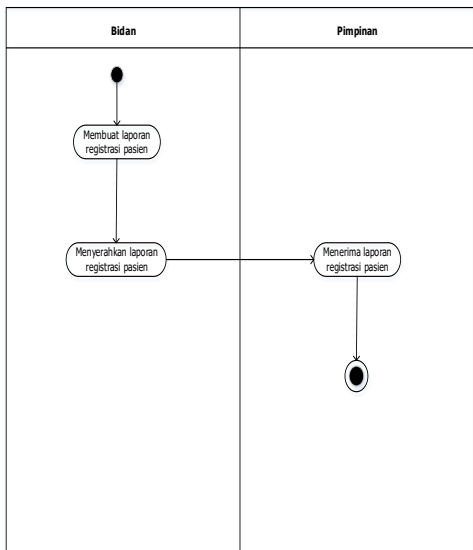 Bidan
Pimpinan
Membuat laporan
registrasi pasien
Menyerahkan laporan
registrasi pasien
Menerima laporan
registrasi pasien